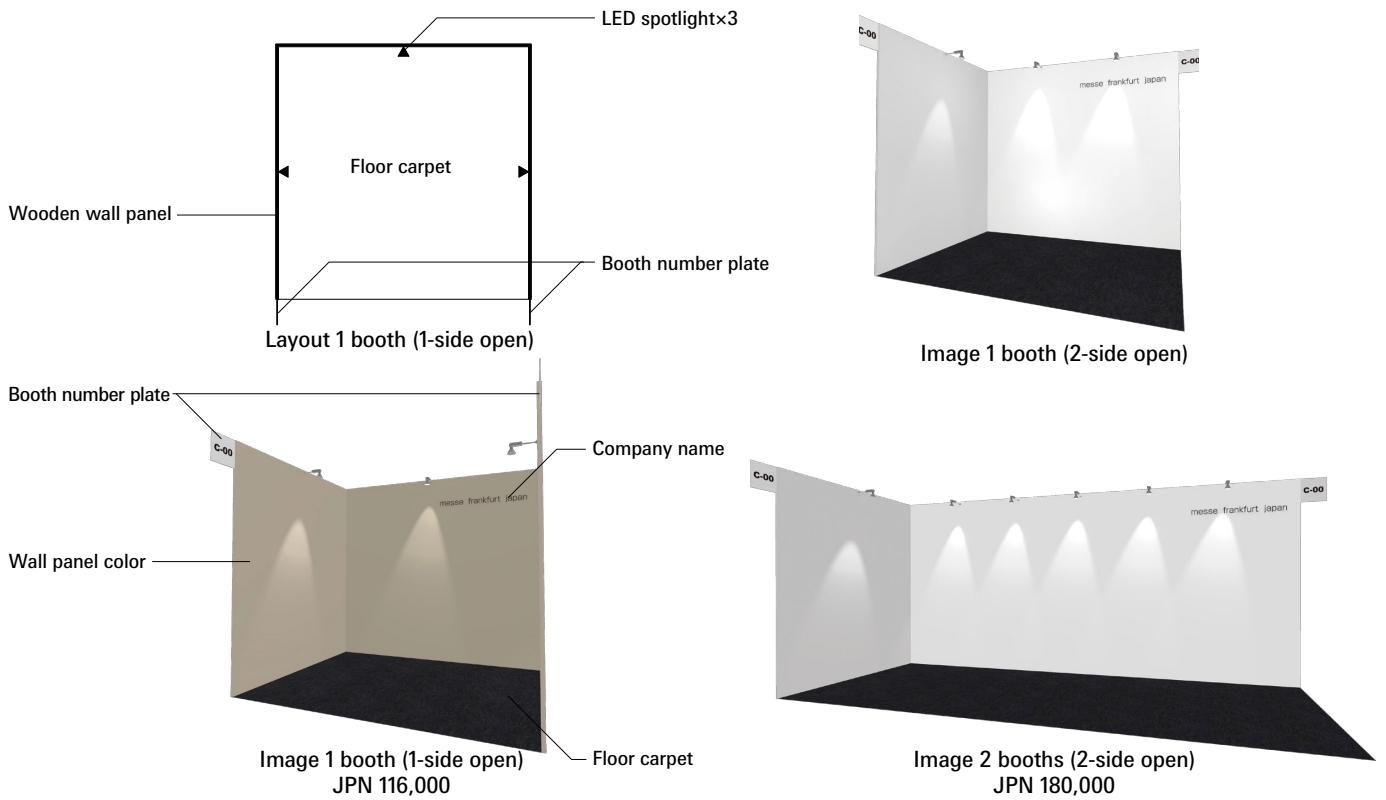 LED spotlight×3
Floor carpet
Wooden wall panel
Booth number plate
Layout 1 booth (1-side open)
C-00
C-00
messe frankfurt japan
Image 1 booth (2-side open)
Booth number plate
C-00
Company name
messe frankfurt japan
Wall panel color
Floor carpet
Image 1 booth (1-side open)
JPN 116,000
C-00
C-00
messe frankfurt japan
Image 2 booths (2-side open)
JPN 180,000